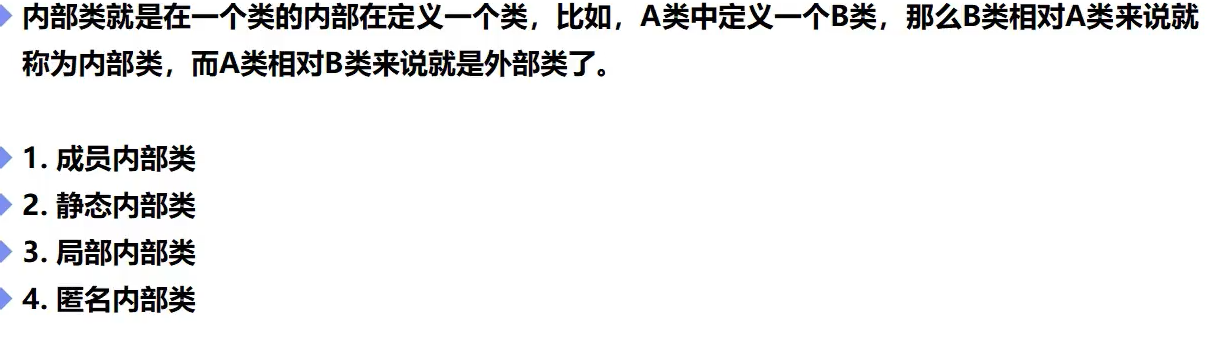 内部类就是在一个类的内部在定义一个类，比如，A类中定义一个B类，那么B类相对A类来说就
称为内部类，而A类相对B类来说就是外部类了。
1. 成员内部类
2. 静态内部类
3. 局部内部类
4. 匿名内部类